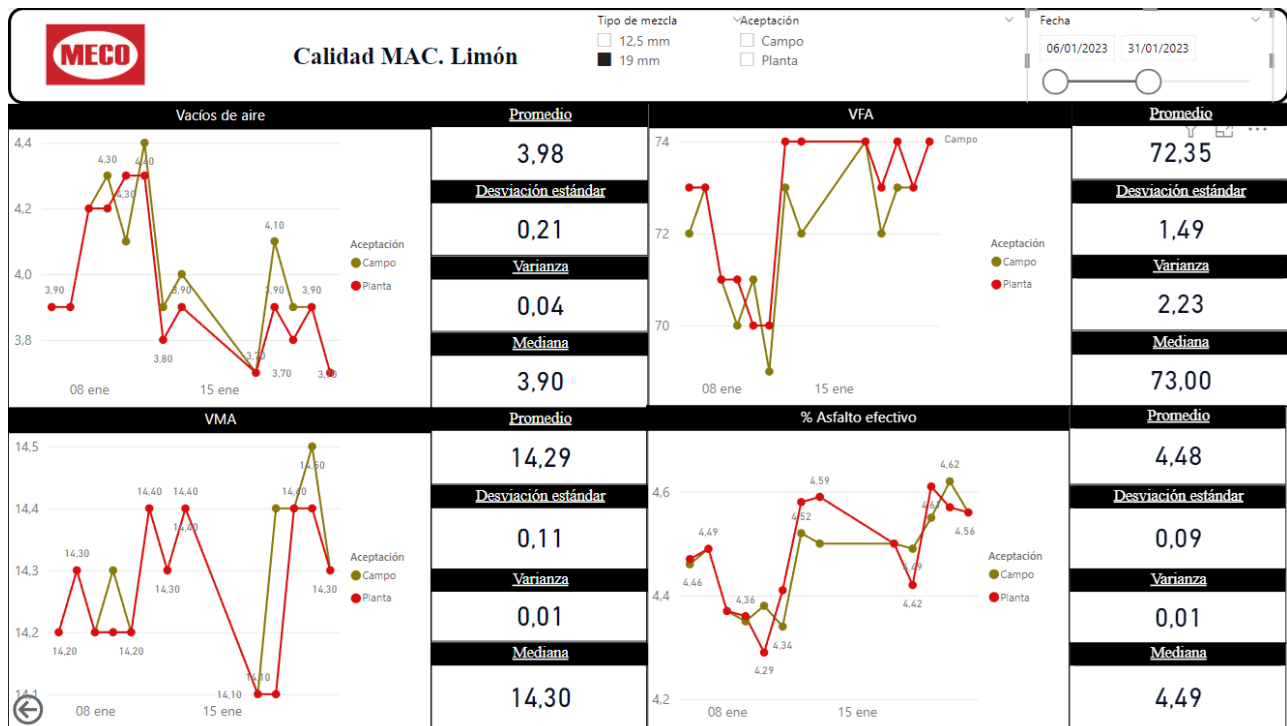 MECO
Calidad MAC. Limón
Tipo de mezcla
12,5 mm
19 mm
Aceptación
Campo
Planta
Fecha
06/01/2023 31/01/2023
Vacíos de aire
4,4
4,2
4,0
3,8
3,90
4,30
4,30
4,40
3,80
3,90
3,70
4,10
3,90
3,70
3,90
08 ene
15 ene
Aceptación
Campo
Planta
Promedio
3,98
Desviación estándar
0,21
Varianza
0,04
Mediana
3,90
VFA
74
72
70
Campo
08 ene
15 ene
Aceptación
Campo
Planta
Promedio
72,35
Desviación estándar
1,49
Varianza
2,23
Mediana
73,00
VMA
14,5
14,4
14,3
14,2
14,1
14,20
14,30
14,20
14,40
14,30
14,40
14,40
14,10
14,10
14,40
14,50
14,30
08 ene
15 ene
Aceptación
Campo
Planta
Promedio
14,29
Desviación estándar
0,11
Varianza
0,01
Mediana
14,30
% Asfalto efectivo
4,6
4,4
4,2
4,46
4,49
4,36
4,29
4,34
4,52
4,59
4,49
4,42
4,61
4,62
4,56
08 ene
15 ene
Aceptación
Campo
Planta
Promedio
4,48
Desviación estándar
0,09
Varianza
0,01
Mediana
4,49